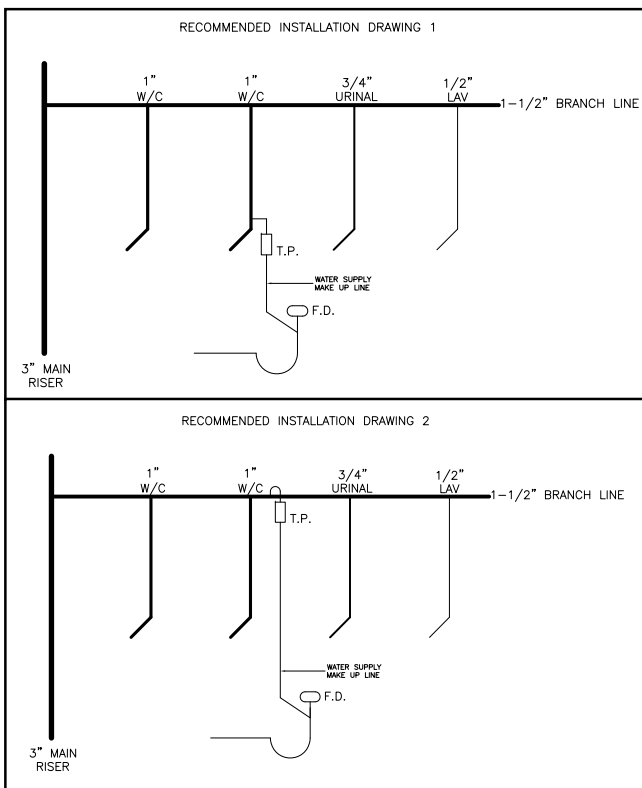 RECOMMENDED INSTALLATION DRAWING 1
1"
W/C
1"
W/C
3/4"
URINAL
1/2"
LAV
1-1/2" BRANCH LINE
T.P.
WATER SUPPLY
MAKE UP LINE
F.D.
3" MAIN
RISER
RECOMMENDED INSTALLATION DRAWING 2
1"
W/C
1"
W/C
3/4"
URINAL
1/2"
LAV
1-1/2" BRANCH LINE
T.P.
WATER SUPPLY
MAKE UP LINE
F.D.
3" MAIN
RISER